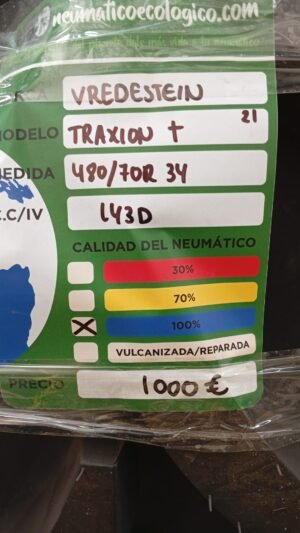 neumaticoecologico.com
VREDESTEIN
MODELO TRAXION + 21
MEDIDA 480/70R 34
.C/IV 143D
CALIDAD DEL NEUMÁTICO
30%
70%
X 100%
VULCANIZADA/REPARADA
PRECIO 1000 €